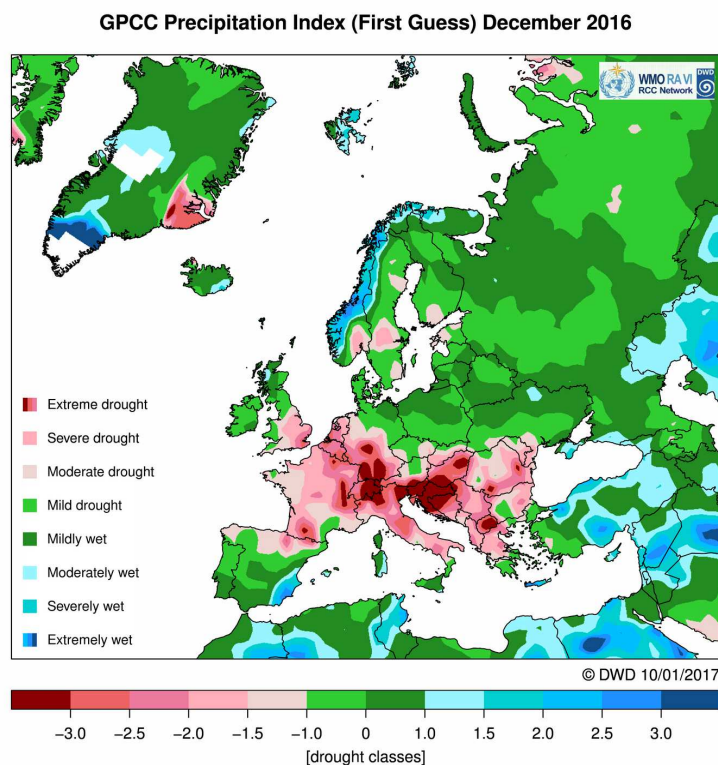 GPCC Precipitation Index (First Guess) December 2016
WMO RA VI
RCC Network
DWD
Extreme drought
Severe drought
Moderate drought
Mild drought
Mildly wet
Moderately wet
Severely wet
Extremely wet
© DWD 10/01/2017
−3.0 −2.5 −2.0 −1.5 −1.0 0 1.0 1.5 2.0 2.5 3.0
[drought classes]